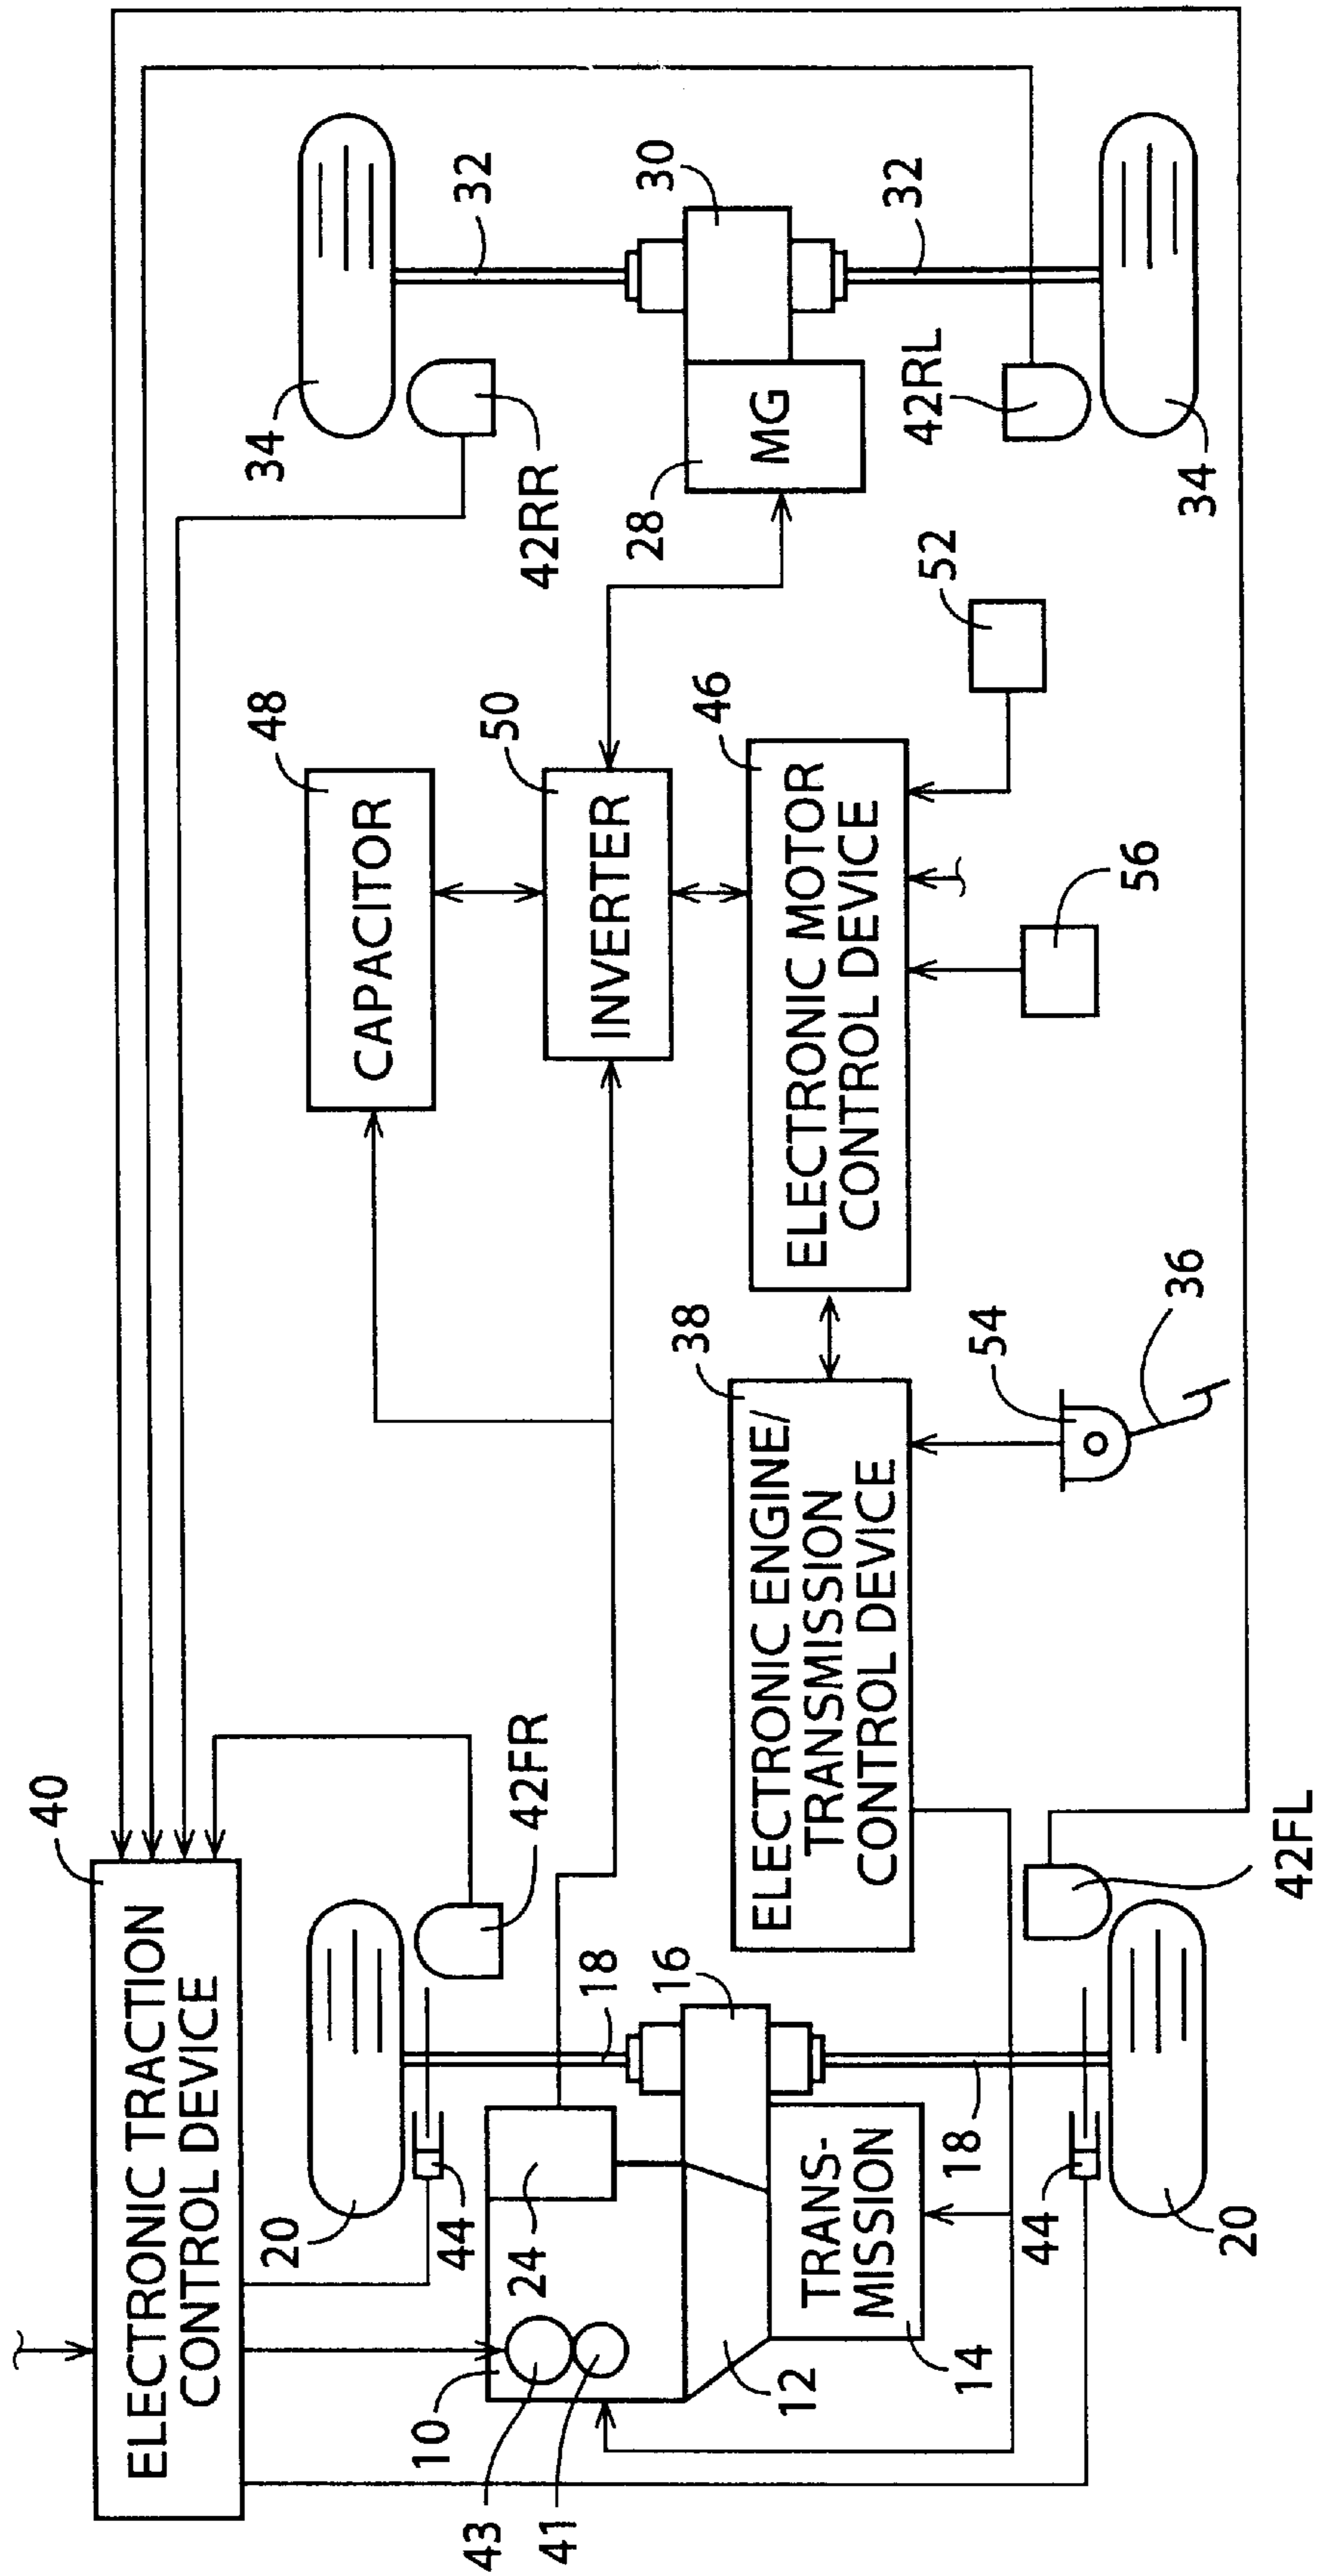 40
ELECTRONIC TRACTION
CONTROL DEVICE
20
44
42FR
34
42RR
32
48
CAPACITOR
50
INVERTER
10
43
41
24
18
16
12
14
TRANS-
MISSION
18
38
ELECTRONIC ENGINE/
TRANSMISSION
CONTROL DEVICE
46
ELECTRONIC MOTOR
CONTROL DEVICE
28
MG
30
32
52
56
54
36
44
20
42FL
42RL
34